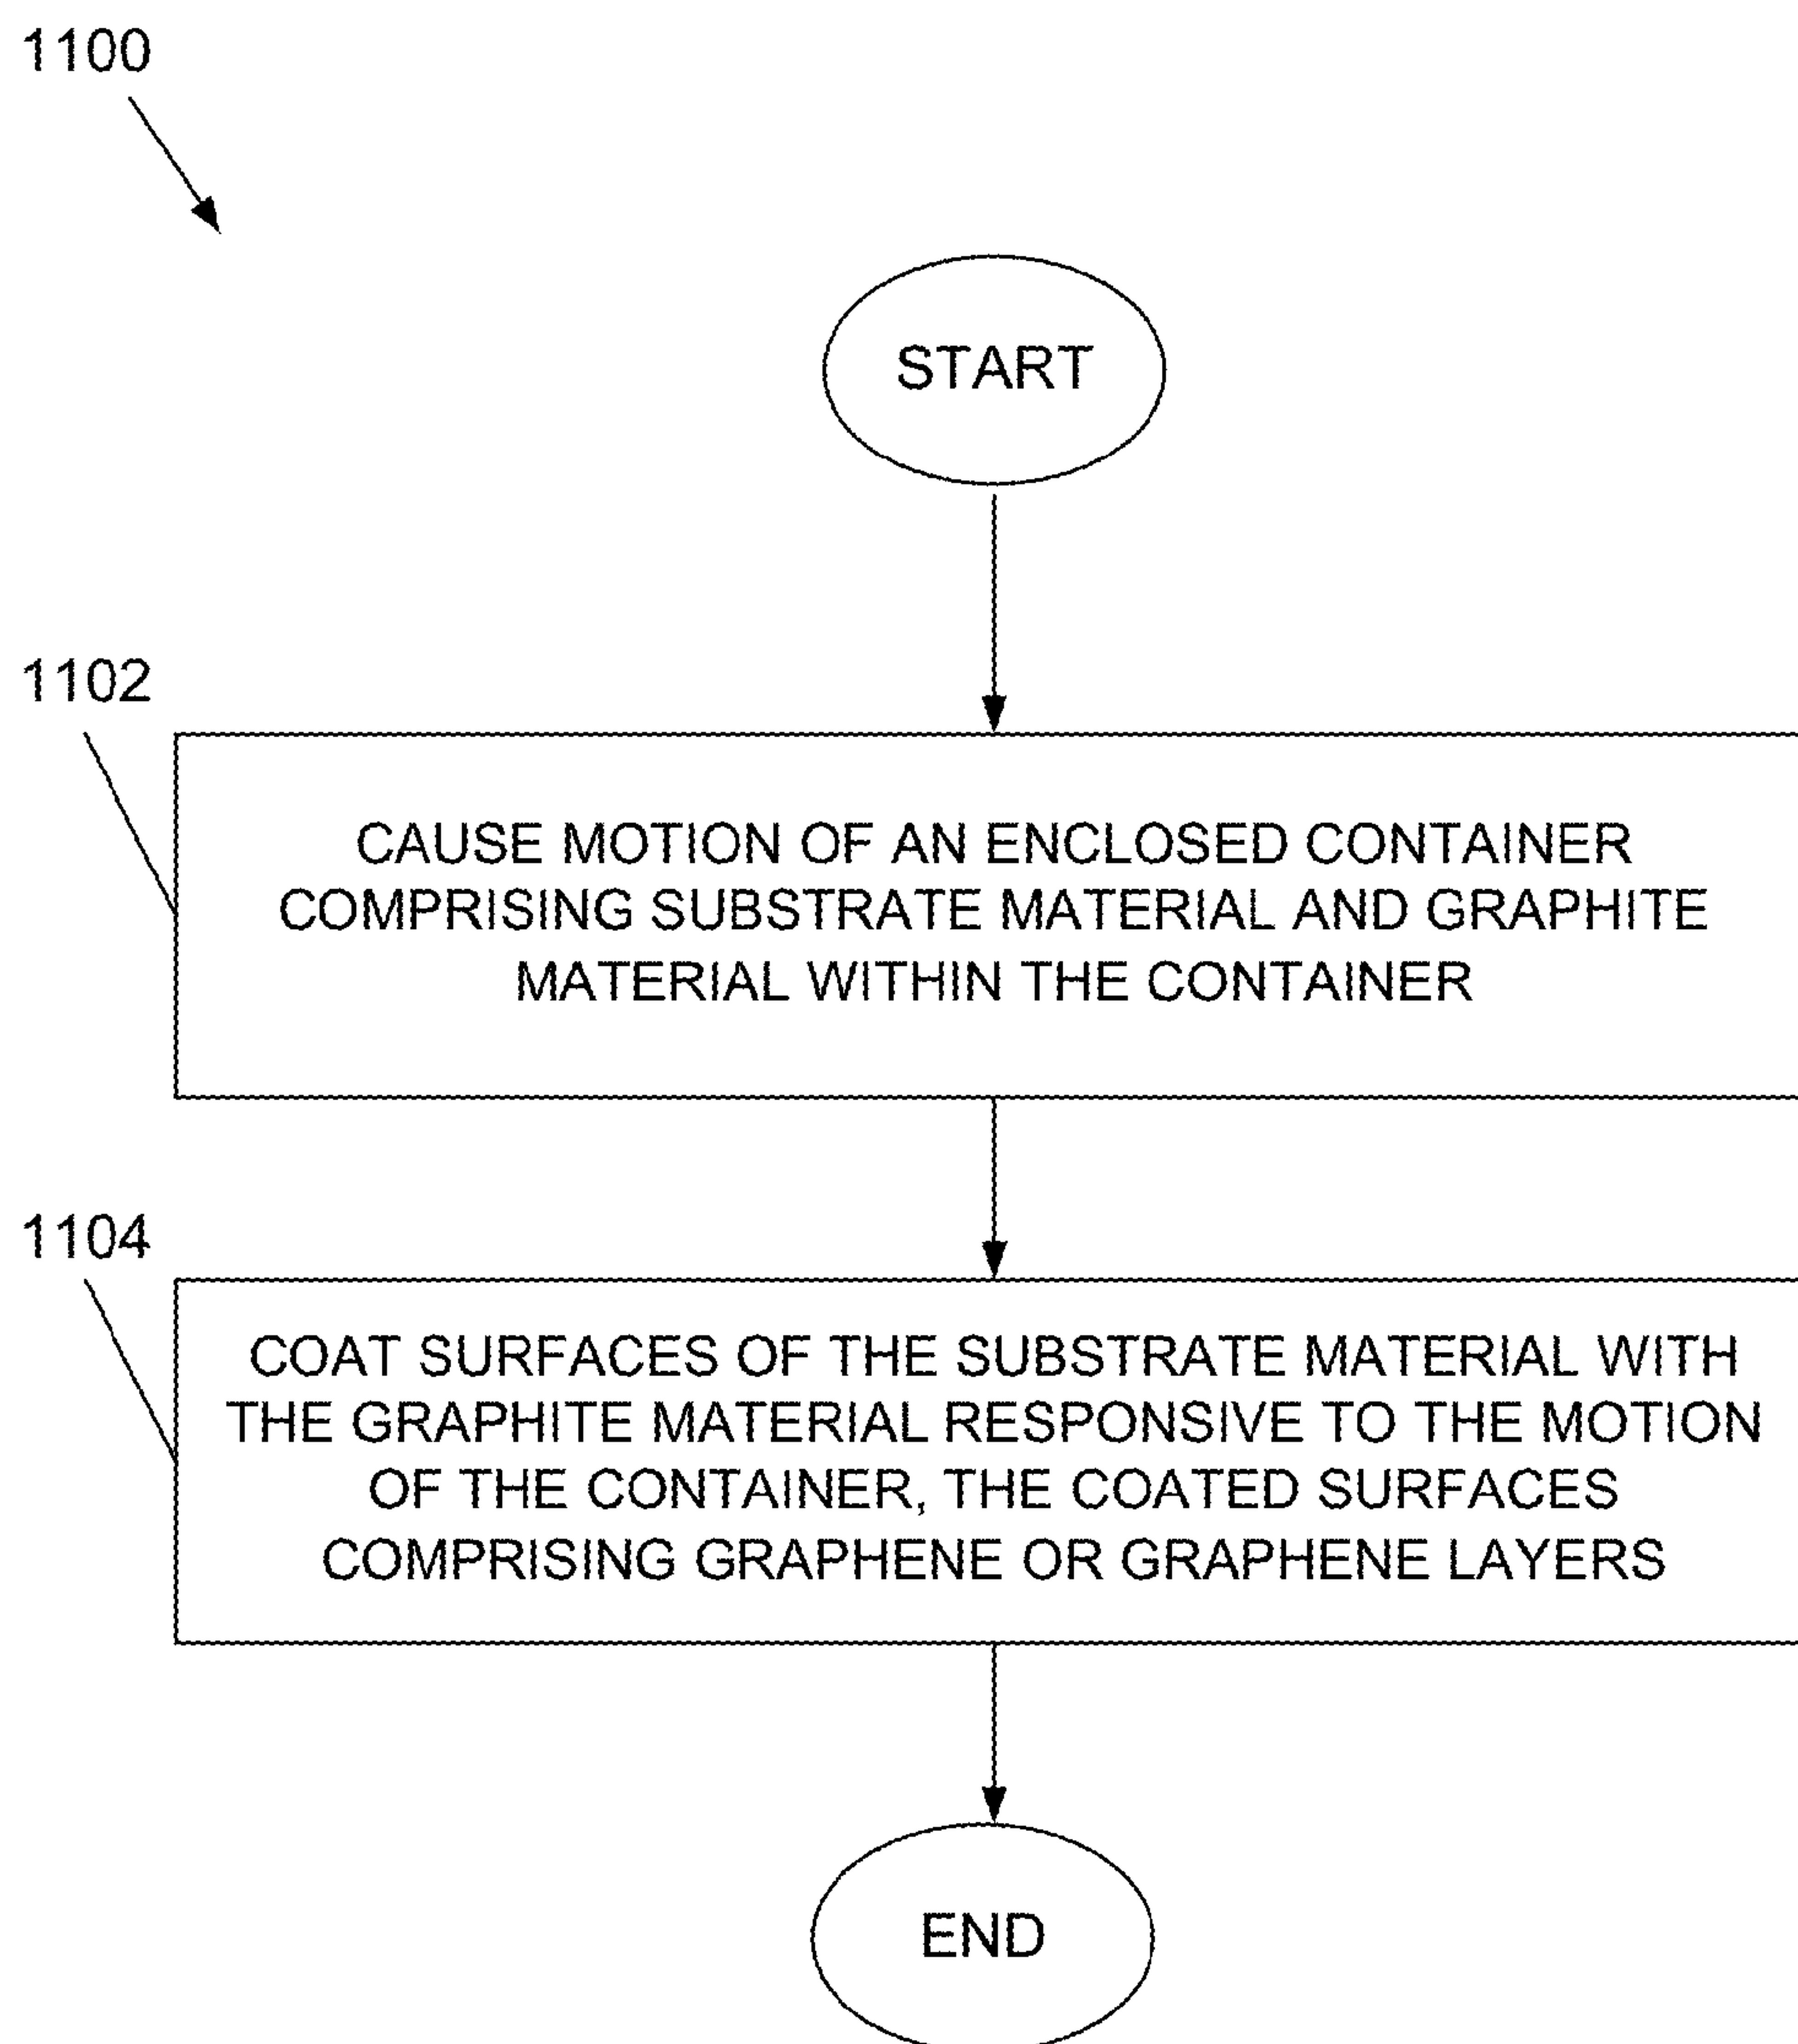 1100
START
1102
CAUSE MOTION OF AN ENCLOSED CONTAINER
COMPRISING SUBSTRATE MATERIAL AND GRAPHITE
MATERIAL WITHIN THE CONTAINER
1104
COAT SURFACES OF THE SUBSTRATE MATERIAL WITH
THE GRAPHITE MATERIAL RESPONSIVE TO THE MOTION
OF THE CONTAINER, THE COATED SURFACES
COMPRISING GRAPHENE OR GRAPHENE LAYERS
END